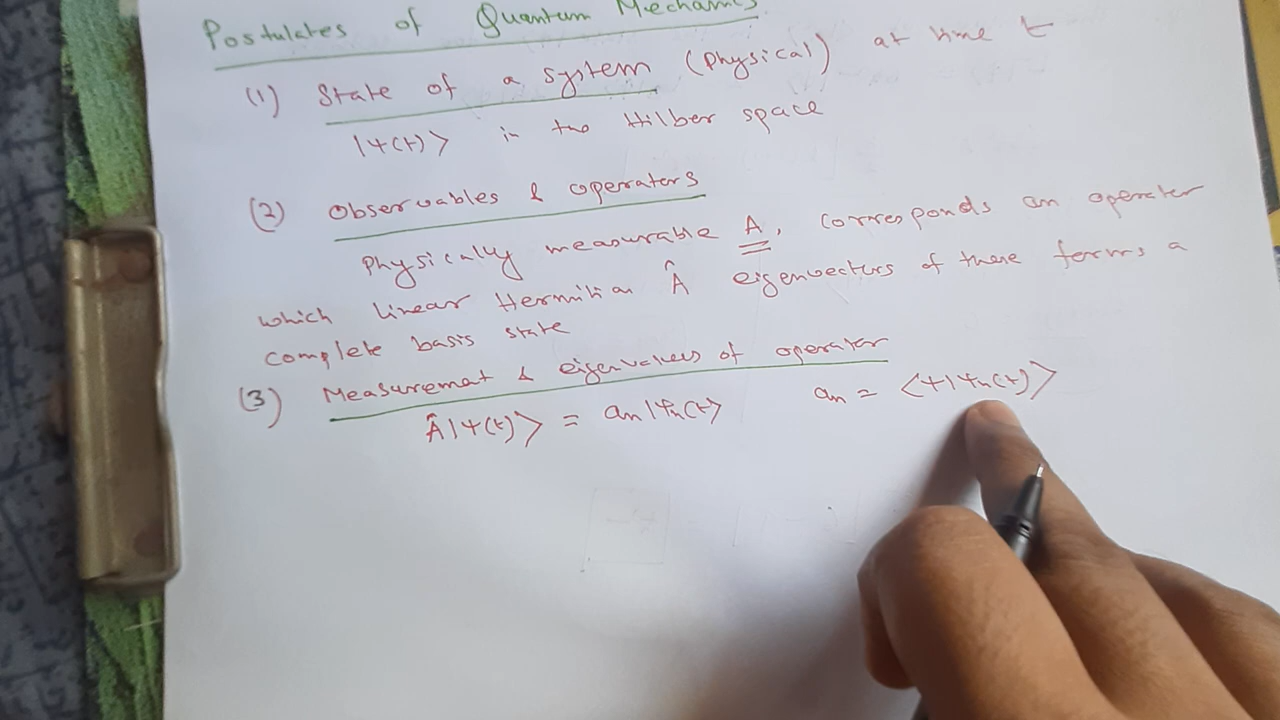 Postulates of Quantum Mechanics
(1) State of a system (Physical) at time t
|ψ(t)⟩ in the Hilber space
(2) Observables & operators
Physically measurable A, corresponds an operator
which linear Hermitian Â eigenvectors of these forms a
complete basis state
(3) Measuremat & eigenvalues of operator
Â|ψ(t)⟩ = an|ψn(t)⟩ an = ⟨ψ|ψn(t)⟩